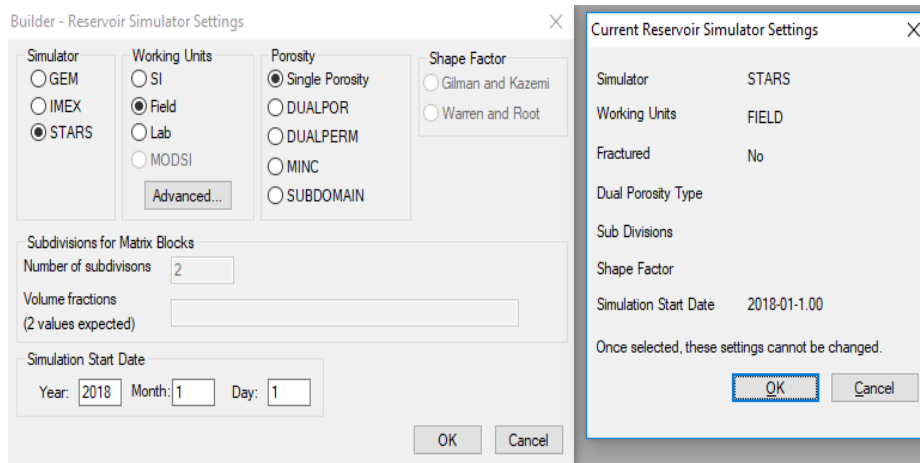 Builder - Reservoir Simulator Settings
Simulator
GEM
IMEX
STARS
Working Units
SI
Field
Lab
MODSI
Advanced...
Porosity
Single Porosity
DUALPOR
DUALPERM
MINC
SUBDOMAIN
Shape Factor
Gilman and Kazemi
Warren and Root
Subdivisions for Matrix Blocks
Number of subdivisons 2
Volume fractions
(2 values expected)
Simulation Start Date
Year: 2018 Month: 1 Day: 1
OK Cancel
Current Reservoir Simulator Settings
Simulator STARS
Working Units FIELD
Fractured No
Dual Porosity Type
Sub Divisions
Shape Factor
Simulation Start Date 2018-01-1.00
Once selected, these settings cannot be changed.
OK Cancel